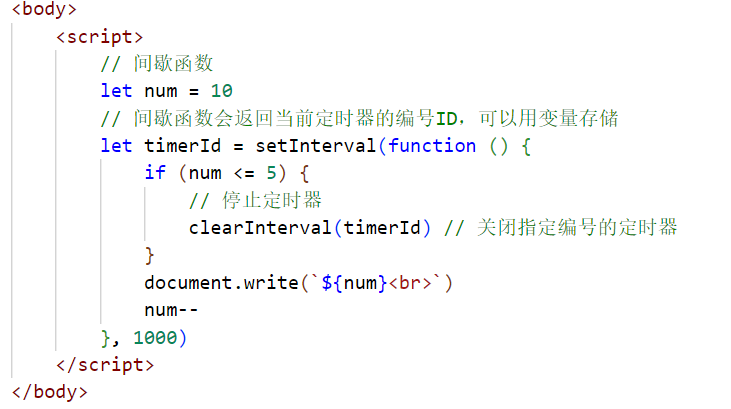 <body>
<script>
// 间歇函数
let num = 10
// 间歇函数会返回当前定时器的编号ID，可以用变量存储
let timerId = setInterval(function () {
if (num <= 5) {
// 停止定时器
clearInterval(timerId) // 关闭指定编号的定时器
}
document.write(`${num}<br>`)
num--
}, 1000)
</script>
</body>